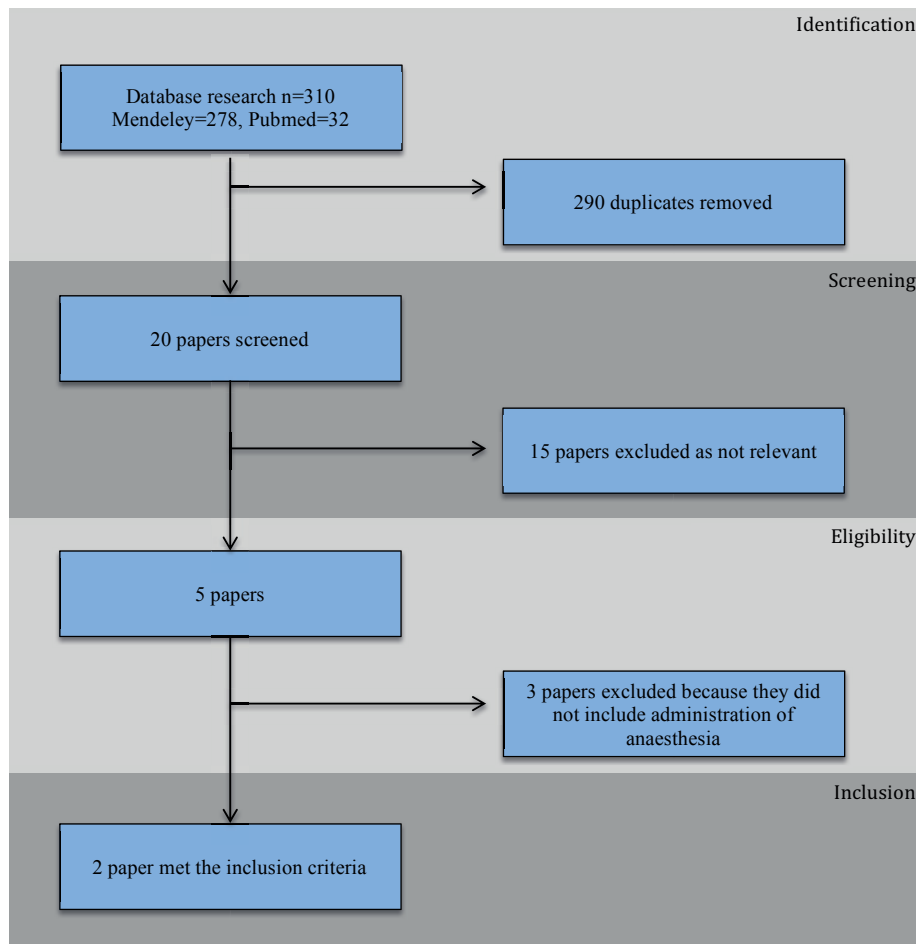 Identification
Database research n=310
Mendeley=278, Pubmed=32
290 duplicates removed
Screening
20 papers screened
15 papers excluded as not relevant
Eligibility
5 papers
3 papers excluded because they did
not include administration of
anaesthesia
Inclusion
2 paper met the inclusion criteria